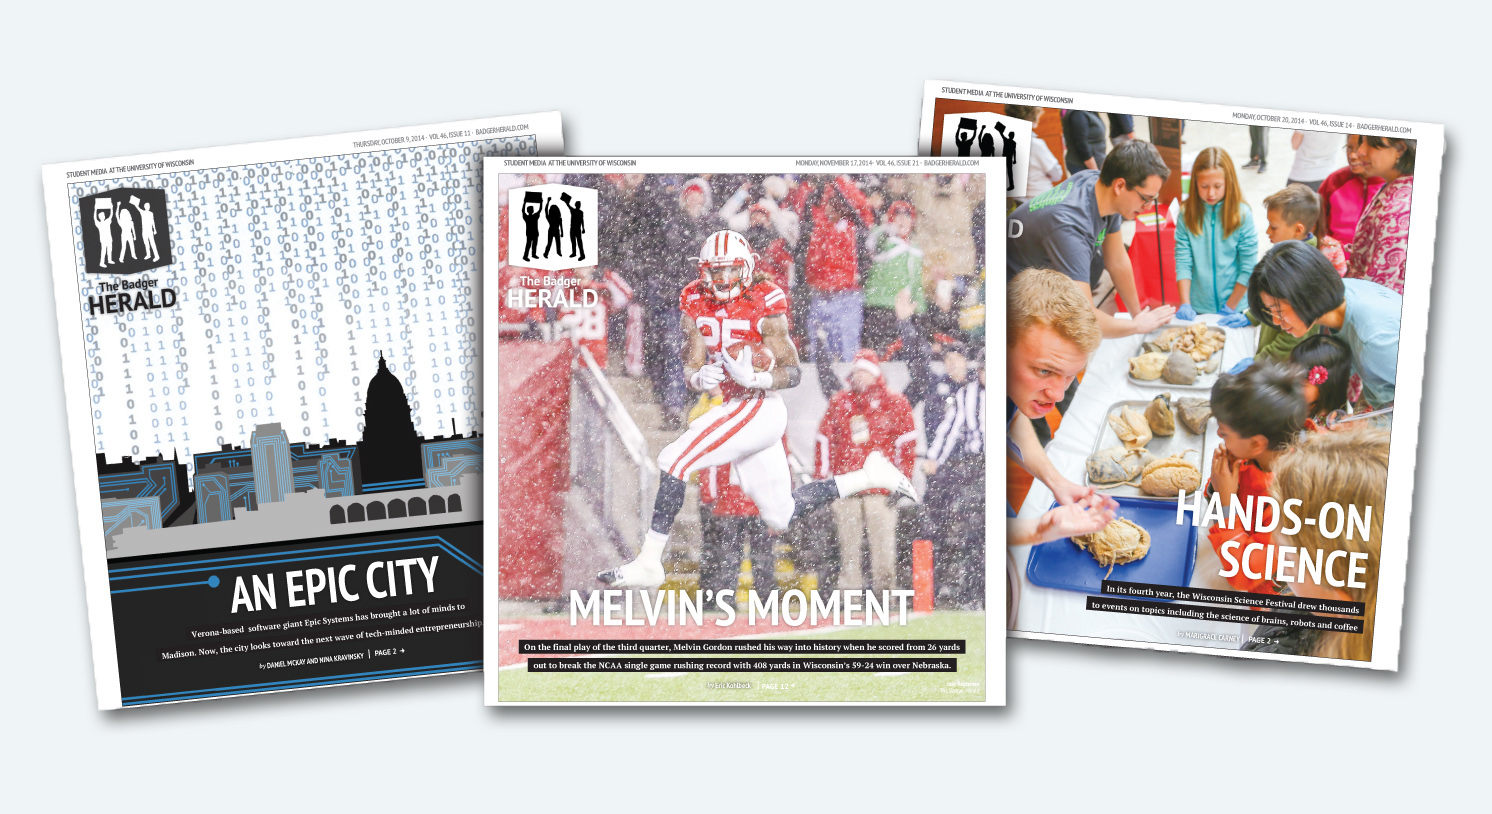 STUDENT MEDIA AT THE UNIVERSITY OF WISCONSIN
THURSDAY, OCTOBER 9, 2014 · VOL 46, ISSUE 11 · BADGERHERALD.COM
The Badger
HERALD
AN EPIC CITY
Verona-based software giant Epic Systems has brought a lot of minds to
Madison. Now, the city looks toward the next wave of tech-minded entrepreneurship.
by DANIEL MCKAY AND NINA KRAVINSKY | PAGE 2 →
STUDENT MEDIA AT THE UNIVERSITY OF WISCONSIN
MONDAY, NOVEMBER 17, 2014 · VOL 46, ISSUE 21 · BADGERHERALD.COM
The Badger
HERALD
28
25
MELVIN'S MOMENT
On the final play of the third quarter, Melvin Gordon rushed his way into history when he scored from 26 yards
out to break the NCAA single game rushing record with 408 yards in Wisconsin's 59-24 win over Nebraska.
by Eric Kohlbeck | PAGE 12 →
STUDENT MEDIA AT THE UNIVERSITY OF WISCONSIN
MONDAY, OCTOBER 20, 2014 · VOL 46, ISSUE 14 · BADGERHERALD.COM
D
HANDS-ON
SCIENCE
In its fourth year, the Wisconsin Science Festival drew thousands
to events on topics including the science of brains, robots and coffee
by MARIGRACE CARNEY | PAGE 2 →